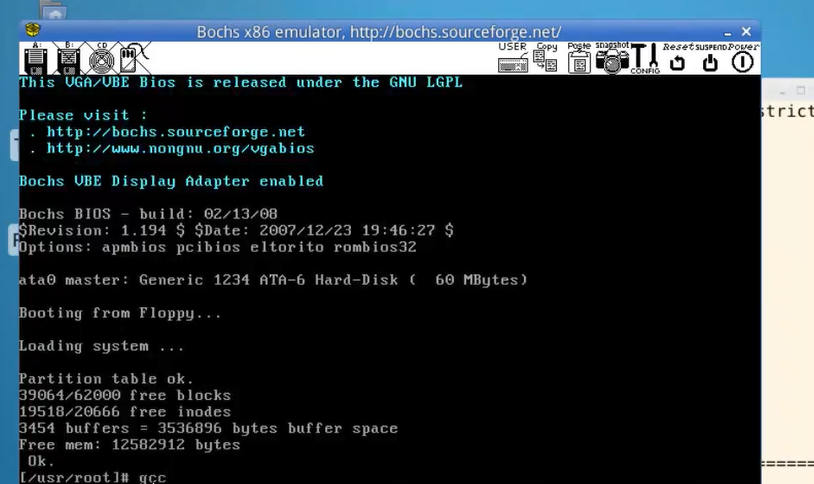 Bochs x86 emulator, http://bochs.sourceforge.net/
A: B: CD USER Copy Paste snapshot CONFIG Reset SUSPEND Power
This VGA/VBE Bios is released under the GNU LGPL
Please visit :
. http://bochs.sourceforge.net
. http://www.nongnu.org/vgabios
Bochs VBE Display Adapter enabled
Bochs BIOS - build: 02/13/08
$Revision: 1.194 $ $Date: 2007/12/23 19:46:27 $
Options: apmbios pcibios eltorito rombios32
ata0 master: Generic 1234 ATA-6 Hard-Disk ( 60 MBytes)
Booting from Floppy...
Loading system ...
Partition table ok.
39064/62000 free blocks
19518/20666 free inodes
3454 buffers = 3536896 bytes buffer space
Free mem: 12582912 bytes
Ok.
[/usr/root]# gcc
strict
=====